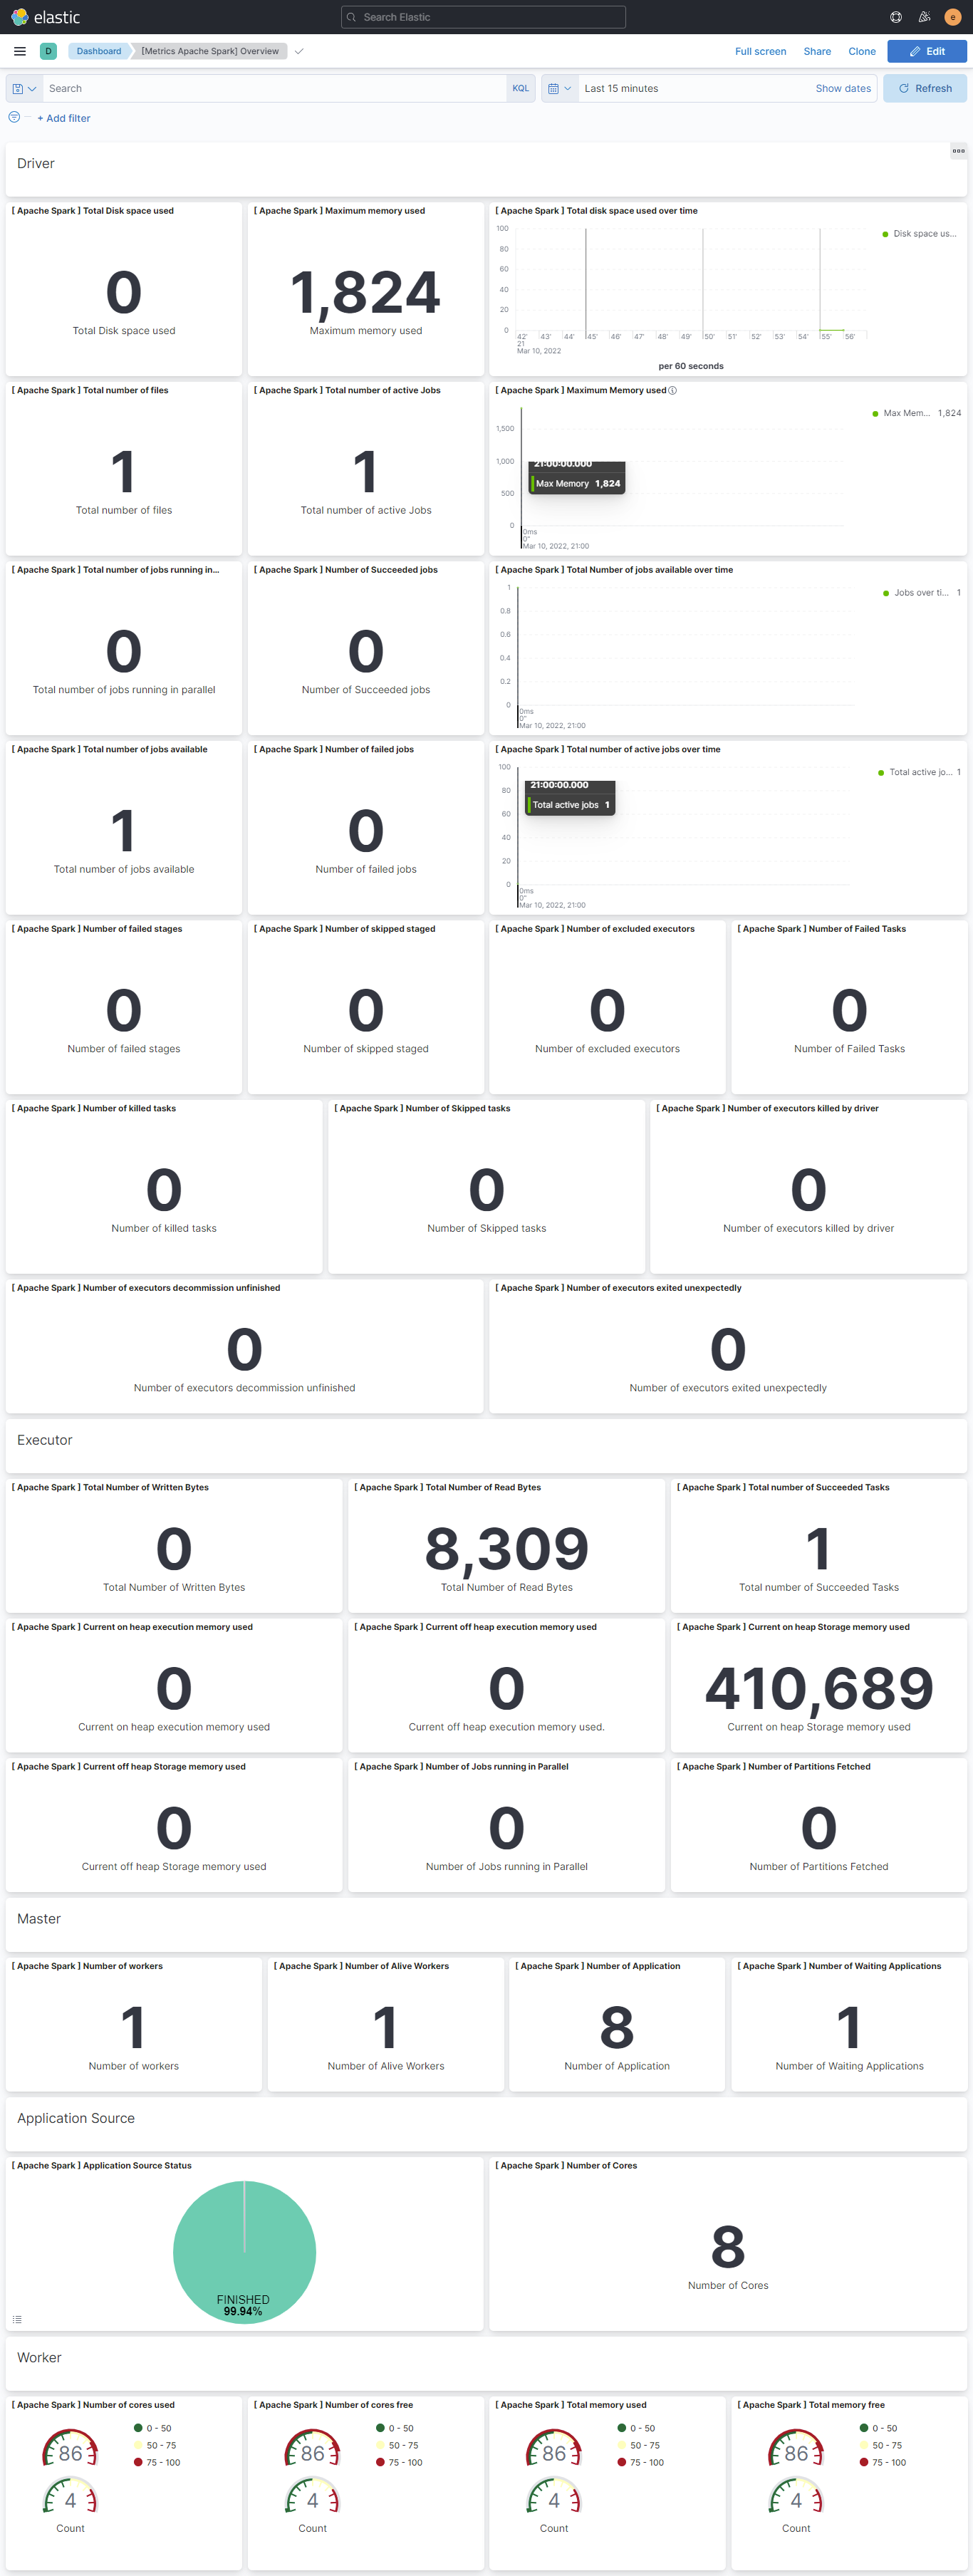 elastic
Search Elastic
e
D
Dashboard
[Metrics Apache Spark] Overview
Full screen
Share
Clone
Edit
Search
KQL
Last 15 minutes
Show dates
Refresh
+ Add filter
Driver
[ Apache Spark ] Total Disk space used
0
Total Disk space used
[ Apache Spark ] Maximum memory used
1,824
Maximum memory used
[ Apache Spark ] Total disk space used over time
100
80
60
40
20
0
42' 43' 44' 45' 46' 47' 48' 49' 50' 51' 52' 53' 54' 55' 56'
21
Mar 10, 2022
per 60 seconds
Disk space us...
[ Apache Spark ] Total number of files
1
Total number of files
[ Apache Spark ] Total number of active Jobs
1
Total number of active Jobs
[ Apache Spark ] Maximum Memory used
1,500
1,000
500
0
21:00:00.000
Max Memory 1,824
0ms
0"
Mar 10, 2022, 21:00
Max Mem... 1,824
[ Apache Spark ] Total number of jobs running in...
0
Total number of jobs running in parallel
[ Apache Spark ] Number of Succeeded jobs
0
Number of Succeeded jobs
[ Apache Spark ] Total Number of jobs available over time
1
0.8
0.6
0.4
0.2
0
0ms
0"
Mar 10, 2022, 21:00
Jobs over ti... 1
[ Apache Spark ] Total number of jobs available
1
Total number of jobs available
[ Apache Spark ] Number of failed jobs
0
Number of failed jobs
[ Apache Spark ] Total number of active jobs over time
100
80
60
40
20
0
21:00:00.000
Total active jobs 1
0ms
0"
Mar 10, 2022, 21:00
Total active jo... 1
[ Apache Spark ] Number of failed stages
0
Number of failed stages
[ Apache Spark ] Number of skipped staged
0
Number of skipped staged
[ Apache Spark ] Number of excluded executors
0
Number of excluded executors
[ Apache Spark ] Number of Failed Tasks
0
Number of Failed Tasks
[ Apache Spark ] Number of killed tasks
0
Number of killed tasks
[ Apache Spark ] Number of Skipped tasks
0
Number of Skipped tasks
[ Apache Spark ] Number of executors killed by driver
0
Number of executors killed by driver
[ Apache Spark ] Number of executors decommission unfinished
0
Number of executors decommission unfinished
[ Apache Spark ] Number of executors exited unexpectedly
0
Number of executors exited unexpectedly
Executor
[ Apache Spark ] Total Number of Written Bytes
0
Total Number of Written Bytes
[ Apache Spark ] Total Number of Read Bytes
8,309
Total Number of Read Bytes
[ Apache Spark ] Total number of Succeeded Tasks
1
Total number of Succeeded Tasks
[ Apache Spark ] Current on heap execution memory used
0
Current on heap execution memory used
[ Apache Spark ] Current off heap execution memory used
0
Current off heap execution memory used.
[ Apache Spark ] Current on heap Storage memory used
410,689
Current on heap Storage memory used
[ Apache Spark ] Current off heap Storage memory used
0
Current off heap Storage memory used
[ Apache Spark ] Number of Jobs running in Parallel
0
Number of Jobs running in Parallel
[ Apache Spark ] Number of Partitions Fetched
0
Number of Partitions Fetched
Master
[ Apache Spark ] Number of workers
1
Number of workers
[ Apache Spark ] Number of Alive Workers
1
Number of Alive Workers
[ Apache Spark ] Number of Application
8
Number of Application
[ Apache Spark ] Number of Waiting Applications
1
Number of Waiting Applications
Application Source
[ Apache Spark ] Application Source Status
FINISHED
99.94%
[ Apache Spark ] Number of Cores
8
Number of Cores
Worker
[ Apache Spark ] Number of cores used
86
4
Count
0 - 50
50 - 75
75 - 100
[ Apache Spark ] Number of cores free
86
4
Count
0 - 50
50 - 75
75 - 100
[ Apache Spark ] Total memory used
86
4
Count
0 - 50
50 - 75
75 - 100
[ Apache Spark ] Total memory free
86
4
Count
0 - 50
50 - 75
75 - 100